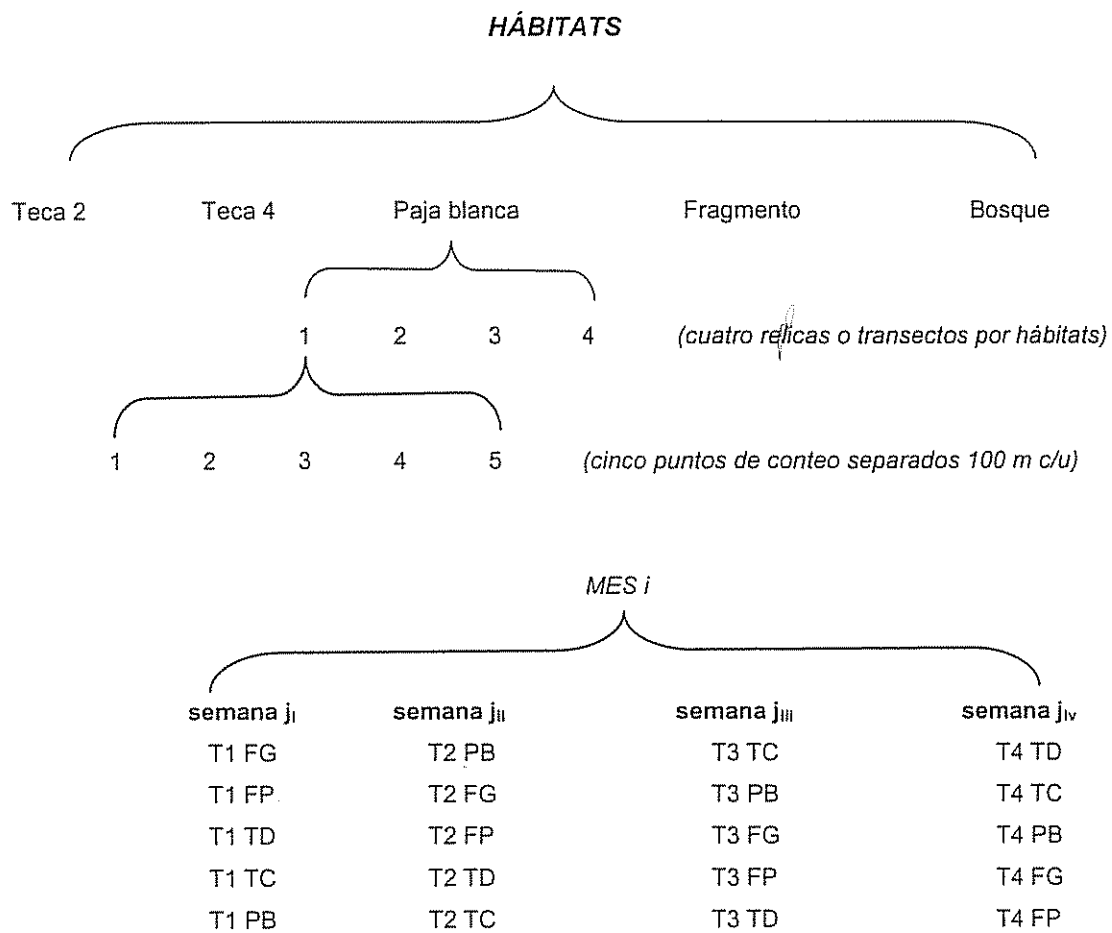 HÁBITATS
Teca 2 Teca 4 Paja blanca Fragmento Bosque
1 2 3 4 (cuatro relicas o transectos por hábitats)
1 2 3 4 5 (cinco puntos de conteo separados 100 m c/u)
MES i
semana jI semana jII semana jIII semana jIv
T1 FG T2 PB T3 TC T4 TD
T1 FP T2 FG T3 PB T4 TC
T1 TD T2 FP T3 FG T4 PB
T1 TC T2 TD T3 FP T4 FG
T1 PB T2 TC T3 TD T4 FP